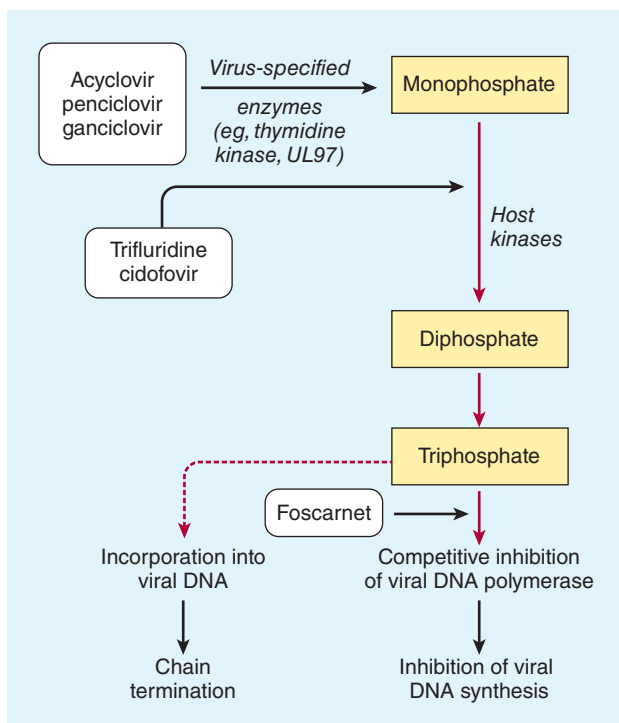 Acyclovir
penciclovir
ganciclovir
Virus-specified
enzymes
(eg, thymidine
kinase, UL97)
Monophosphate
Trifluridine
cidofovir
Host
kinases
Diphosphate
Triphosphate
Foscarnet
Incorporation into
viral DNA
Competitive inhibition
of viral DNA polymerase
Chain
termination
Inhibition of viral
DNA synthesis